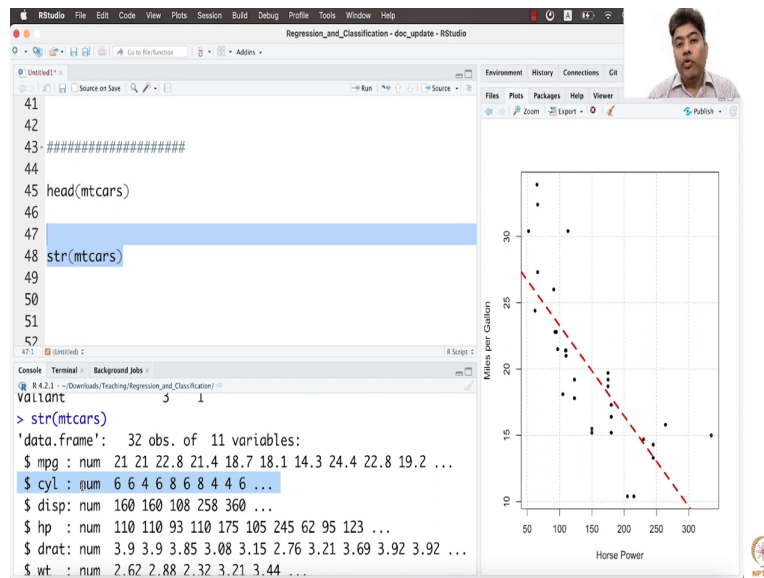 RStudio File Edit Code View Plots Session Build Debug Profile Tools Window Help
Regression_and_Classification - doc_update - RStudio
Go to file/function Addins
Untitled1*
Source on Save Run Source
41
42
43 ####################
44
45 head(mtcars)
46
47
48 str(mtcars)
49
50
51
52
47:1 (Untitled) R Script
Console Terminal Background Jobs
R 4.2.1 · ~/Downloads/Teaching/Regression_and_Classification/
Valiant 3 1
> str(mtcars)
'data.frame': 32 obs. of 11 variables:
$ mpg : num 21 21 22.8 21.4 18.7 18.1 14.3 24.4 22.8 19.2 ...
$ cyl : num 6 6 4 6 8 6 8 4 4 6 ...
$ disp: num 160 160 108 258 360 ...
$ hp : num 110 110 93 110 175 105 245 62 95 123 ...
$ drat: num 3.9 3.9 3.85 3.08 3.15 2.76 3.21 3.69 3.92 3.92 ...
$ wt : num 2.62 2.88 2.32 3.21 3.44 ...
Environment History Connections Git
Files Plots Packages Help Viewer
Zoom Export Publish
Miles per Gallon
30
25
20
15
10
50 100 150 200 250 300
Horse Power
NPT